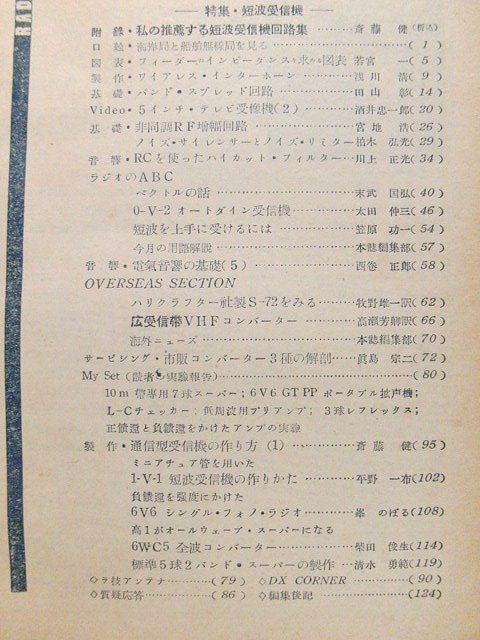 RAD
― 特集・短波受信機 ―
附 録・私の推薦する短波受信機回路集……………斎藤 健(折込)
口 絵・海岸局と船舶無線局を見る……………………( 1 )
図 表・フィーダーのインピーダンスを求める図表…若宮 一( 5 )
製 作・ワイアレス・インターホーン………………浅川 清( 9 )
基 礎・バンド・スプレッド回路……………………田山 彰(14)
Video・5インチ・テレビ受像機(2)……………酒井忠一郎(20)
基 礎・非同調RF増幅回路…………………………宮地 浩(26)
ノイズ・サイレンサーとノイズ・リミター…柏木 弘光(29)
音 響・RCを使ったハイカット・フィルター……川上 正光(34)
ラジオのABC
ベクトルの話………………………………末武 国弘(40)
0-V-2 オートダイン受信機……………太田 伸三(46)
短波を上手に受けるには…………………笠原 功一(54)
今月の用語解説……………………………本誌編集部(57)
音 響・電気音響の基礎(5)………………………西巻 正郎(58)
OVERSEAS SECTION
ハリクラフター社製S-72をみる………牧野雄一訳(62)
広受信帯VHFコンバーター………………高瀬芳卿訳(66)
海外ニュース………………………………本誌編集部(70)
サービシング・市販コンバーター3種の解剖………眞島 宗二(72)
My Set (読者の実験報告)………………………………(80)
10m帯専用7球スーパー; 6V6 GT PP ポータブル拡声機;
L-Cチェッカー; 低周波用プリアンプ; 3球レフレックス;
正饋還と負饋還をかけたアンプの実験
製 作・通信型受信機の作り方 (1)…………………斎藤 健(95)
ミニアチュア管を用いた
1-V-1 短波受信機の作りかた……………平野 一布(102)
負饋還を強度にかけた
6V6 シングル・フォノ・ラジオ……………峯 のぼる(108)
高1がオールウェーブ・スーパーになる
6WC5 全波コンバーター……………………柴田 俊生(114)
標準5球2バンド・スーパーの製作…清水 勇範(119)
◇ラ技アンテナ…………(79) ◇DX CORNER…………(90)
◇質疑応答………………(86) ◇編集後記……………(124)